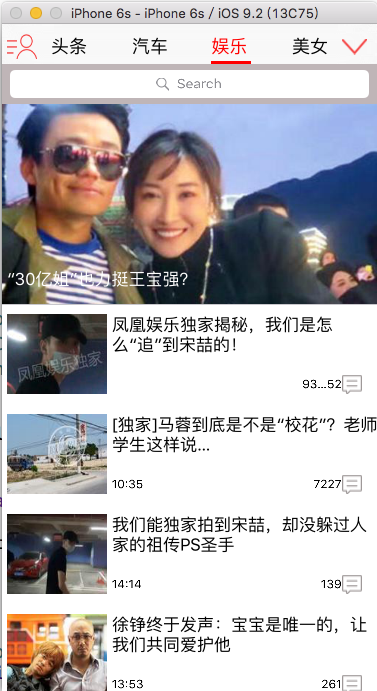 iPhone 6s - iPhone 6s / iOS 9.2 (13C75)
头条 汽车 娱乐 美女
Search
“30亿姐”也力挺王宝强？
凤凰娱乐独家揭秘，我们是怎
么“追”到宋喆的！
凤凰娱乐独家
93...52
[独家]马蓉到底是不是“校花”？老师
学生这样说...
10:35 7227
我们能独家拍到宋喆，却没躲过人
家的祖传PS圣手
14:14 139
徐铮终于发声：宝宝是唯一的，让
我们共同爱护他
13:53 261